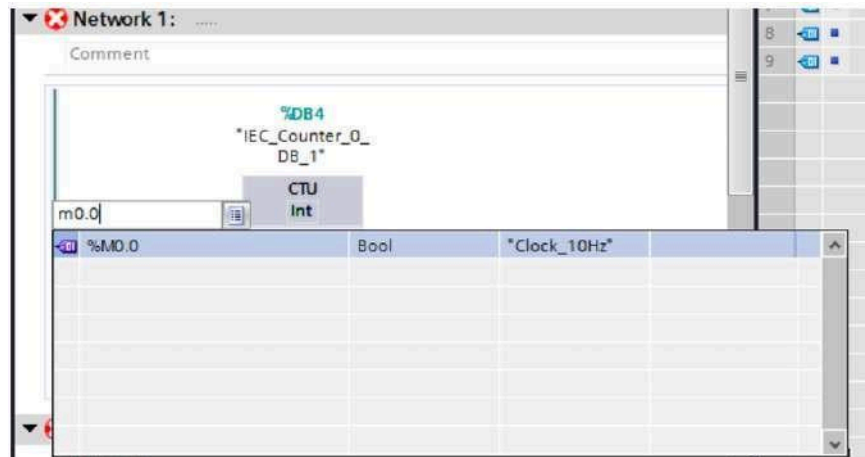 Network 1: .....
Comment
8
9
%DB4
"IEC_Counter_0_
DB_1"
CTU
Int
m0.0
%M0.0 Bool "Clock_10Hz"